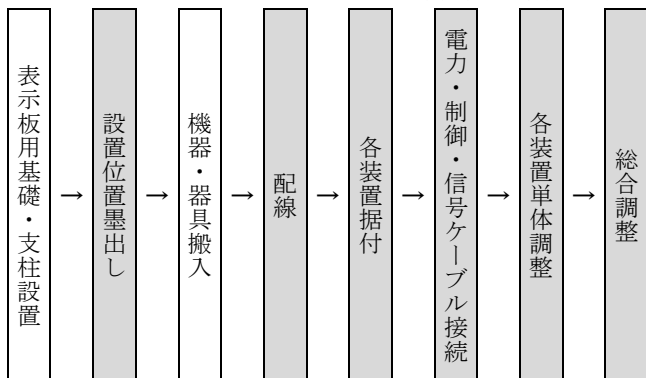 表示板用基礎・支柱設置
→
設置位置墨出し
→
機器・器具搬入
→
配線
→
各装置据付
→
電力・制御・信号ケーブル接続
→
各装置単体調整
→
総合調整